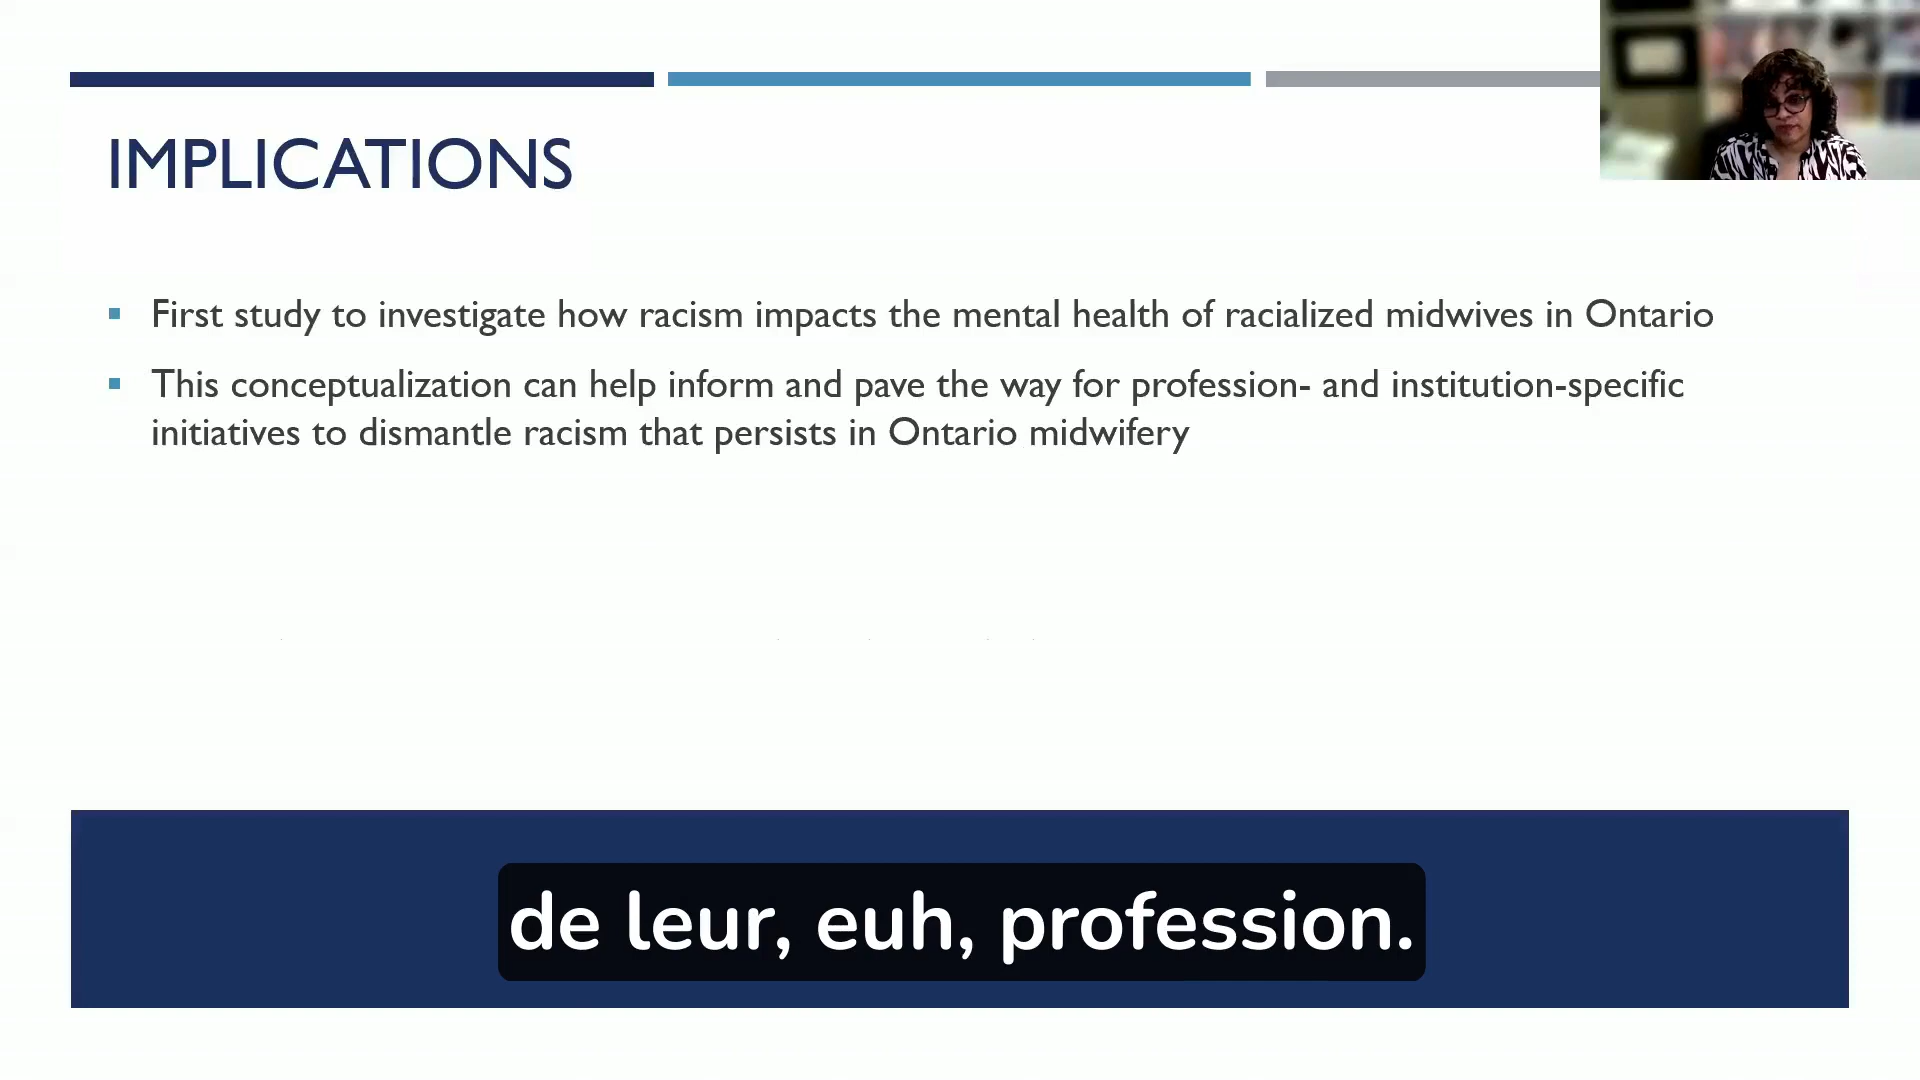 IMPLICATIONS
▪ First study to investigate how racism impacts the mental health of racialized midwives in Ontario
▪ This conceptualization can help inform and pave the way for profession- and institution-specific
initiatives to dismantle racism that persists in Ontario midwifery
de leur, euh, profession.